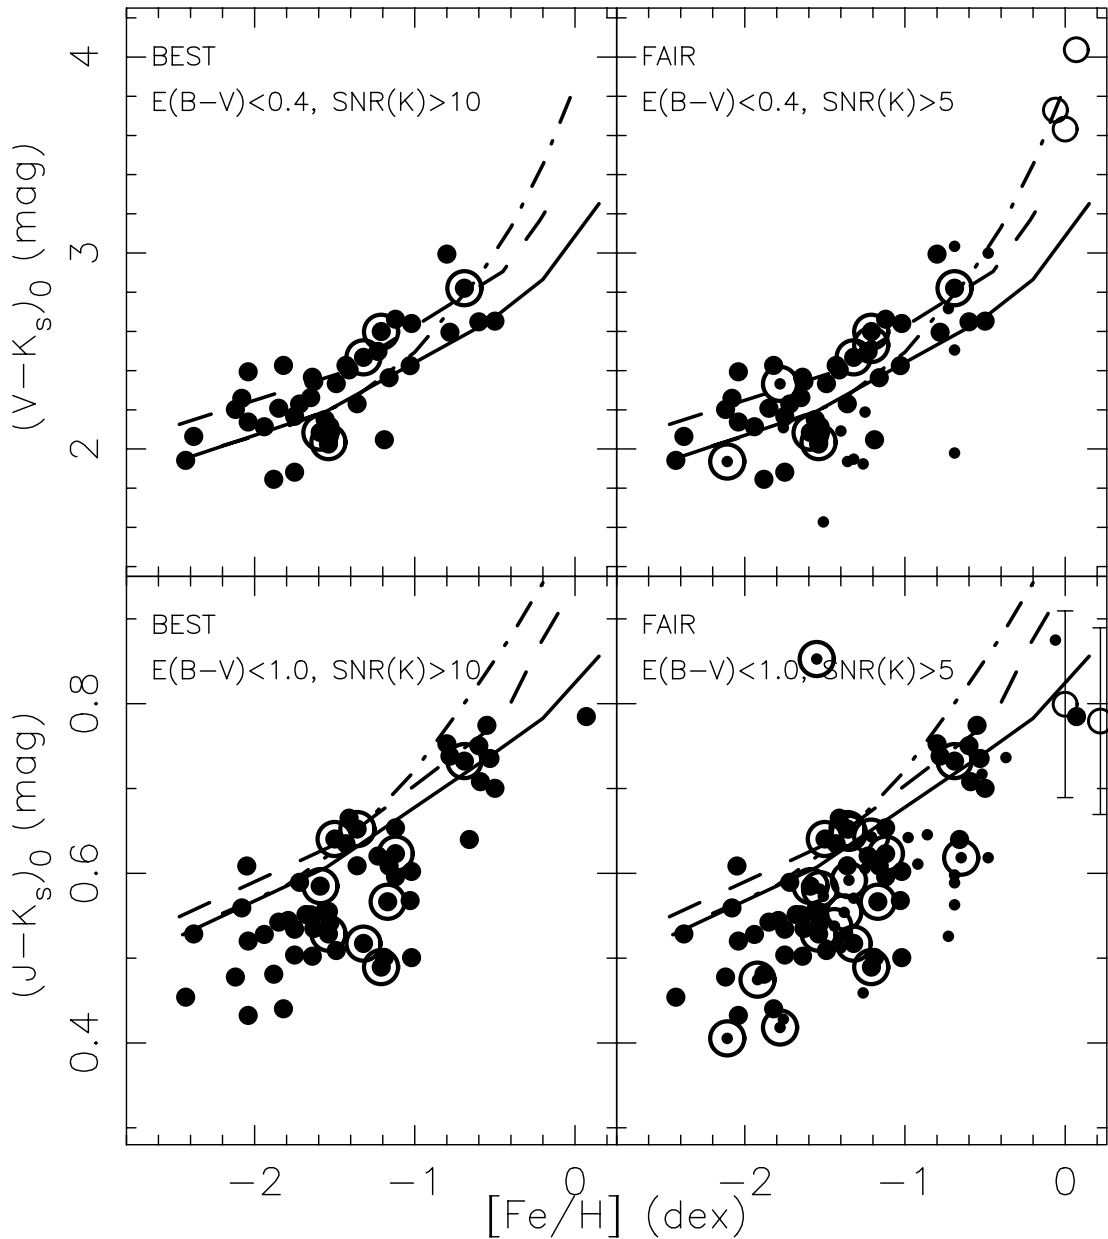 BEST
E(B−V)<0.4, SNR(K)>10
FAIR
E(B−V)<0.4, SNR(K)>5
4
3
2
(V−Ks)0 (mag)
BEST
E(B−V)<1.0, SNR(K)>10
FAIR
E(B−V)<1.0, SNR(K)>5
0.8
0.6
0.4
(J−Ks)0 (mag)
−2 −1 0 −2 −1 0
[Fe/H] (dex)